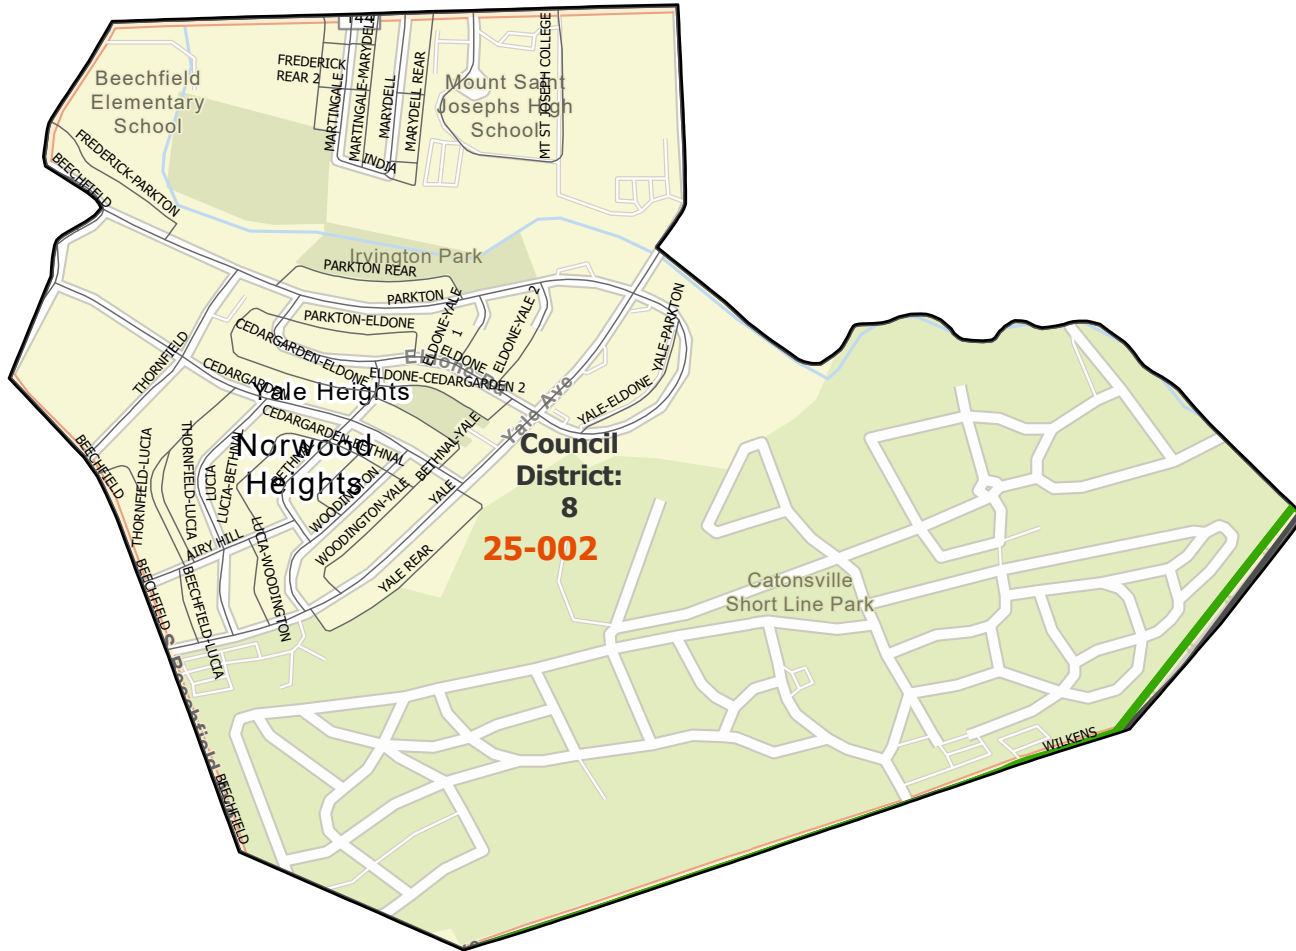 144
FREDERICK
REAR 2
MARTINGALE
MARTINGALE-MARYDELL
MARYDELL
MARYDELL REAR
INDIA
MT ST JOSEPH COLLEGE
Beechfield
Elementary
School
Mount Saint
Josephs High
School
FREDERICK-PARKTON
BEECHFIELD
Irvington Park
PARKTON REAR
PARKTON
PARKTON-ELDONE
ELDONE-YALE
1
ELDONE-YALE 2
YALE-PARKTON
CEDARGARDEN-ELDONE
ELDONE
THORNFIELD
CEDARGARDEN
ELDONE-CEDARGARDEN 2
Yale Heights
Yale Ave
YALE-ELDONE
CEDARGARDEN-BETHNAL
BETHNAL-YALE
Norwood
Heights
BEECHFIELD
THORNFIELD-LUCIA
THORNFIELD-LUCIA
LUCIA
LUCIA-BETHNAL
BETHNAL
WOODINGTON
WOODINGTON-YALE
YALE
Council
District:
8
25-002
AIRY HILL
LUCIA-WOODINGTON
YALE REAR
BEECHFIELD
BEECHFIELD-LUCIA
Catonsville
Short Line Park
S Beechfield
BEECHFIELD
WILKENS